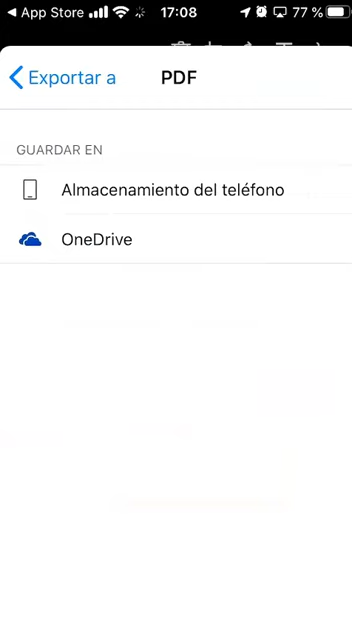 App Store 17:08 77 %
Exportar a PDF
GUARDAR EN
Almacenamiento del teléfono
OneDrive